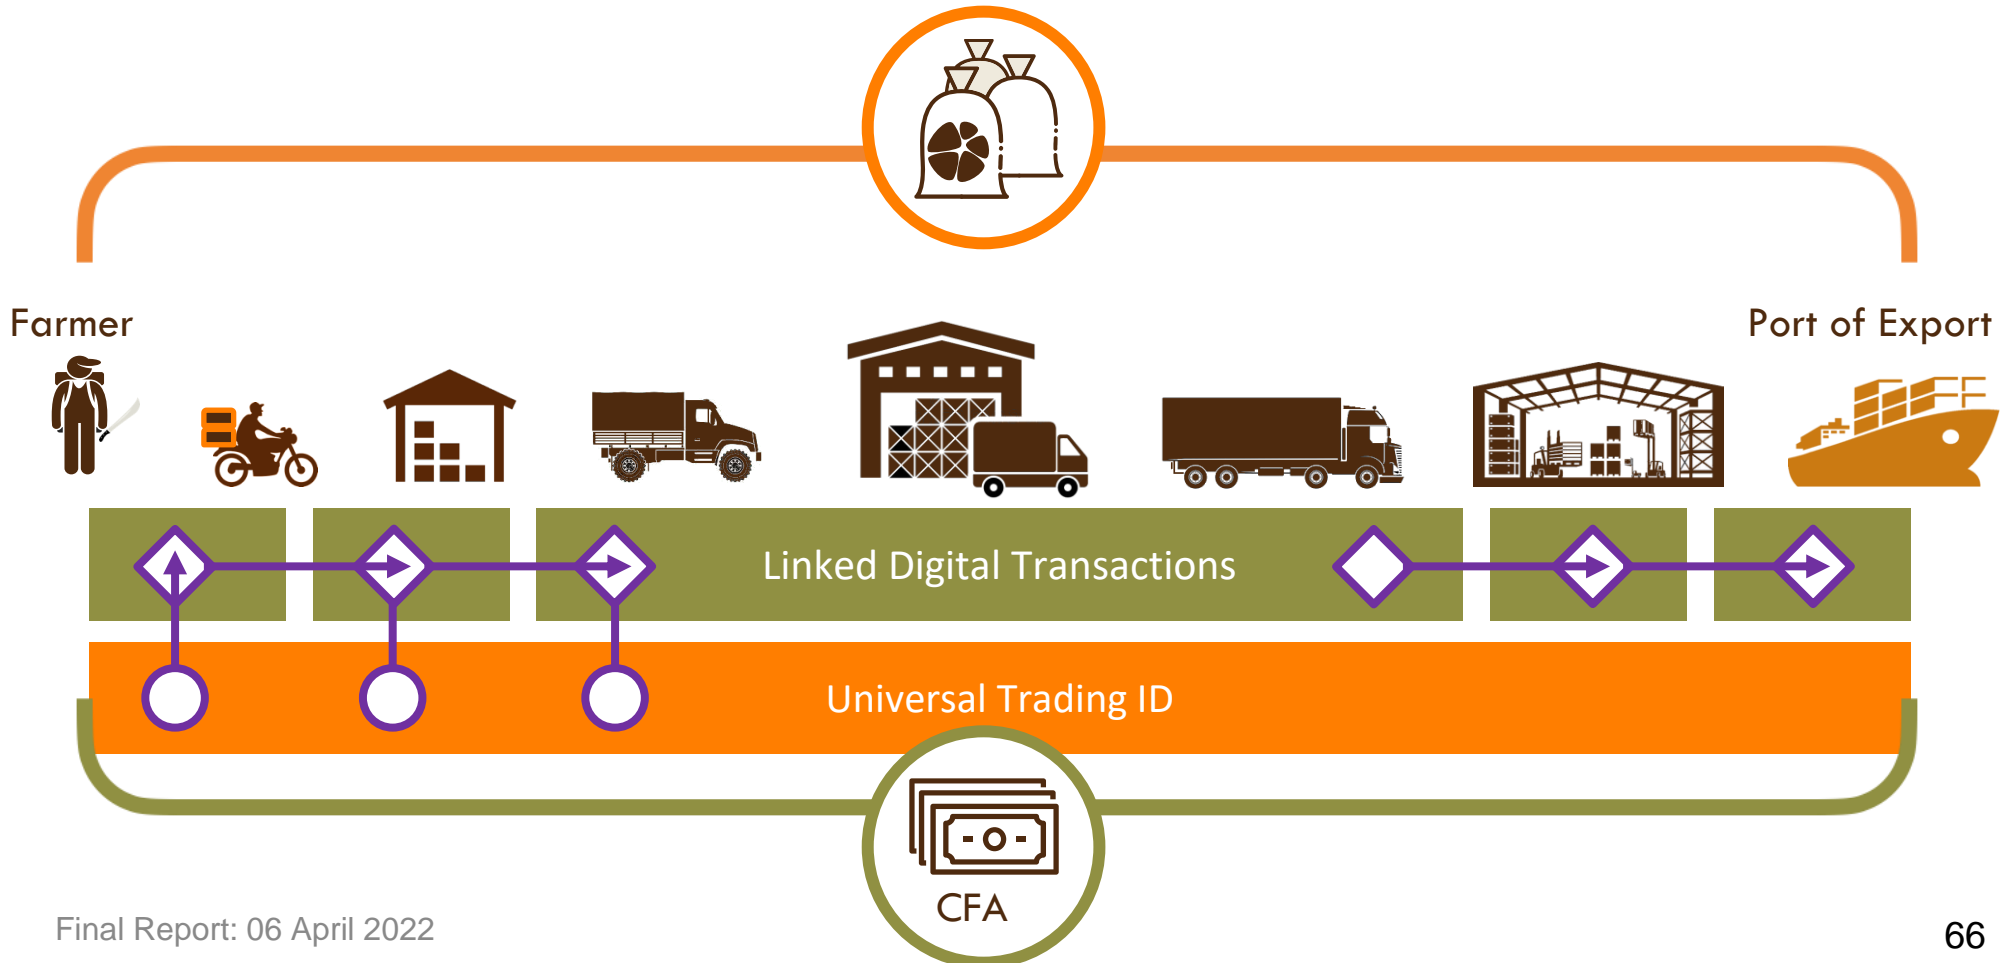 Farmer
Port of Export
Linked Digital Transactions
Universal Trading ID
CFA
Final Report: 06 April 2022
66